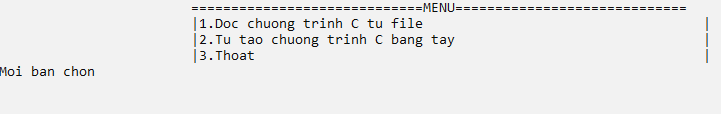 =============================MENU=============================
|1.Doc chuong trinh C tu file |
|2.Tu tao chuong trinh C bang tay |
|3.Thoat |
Moi ban chon